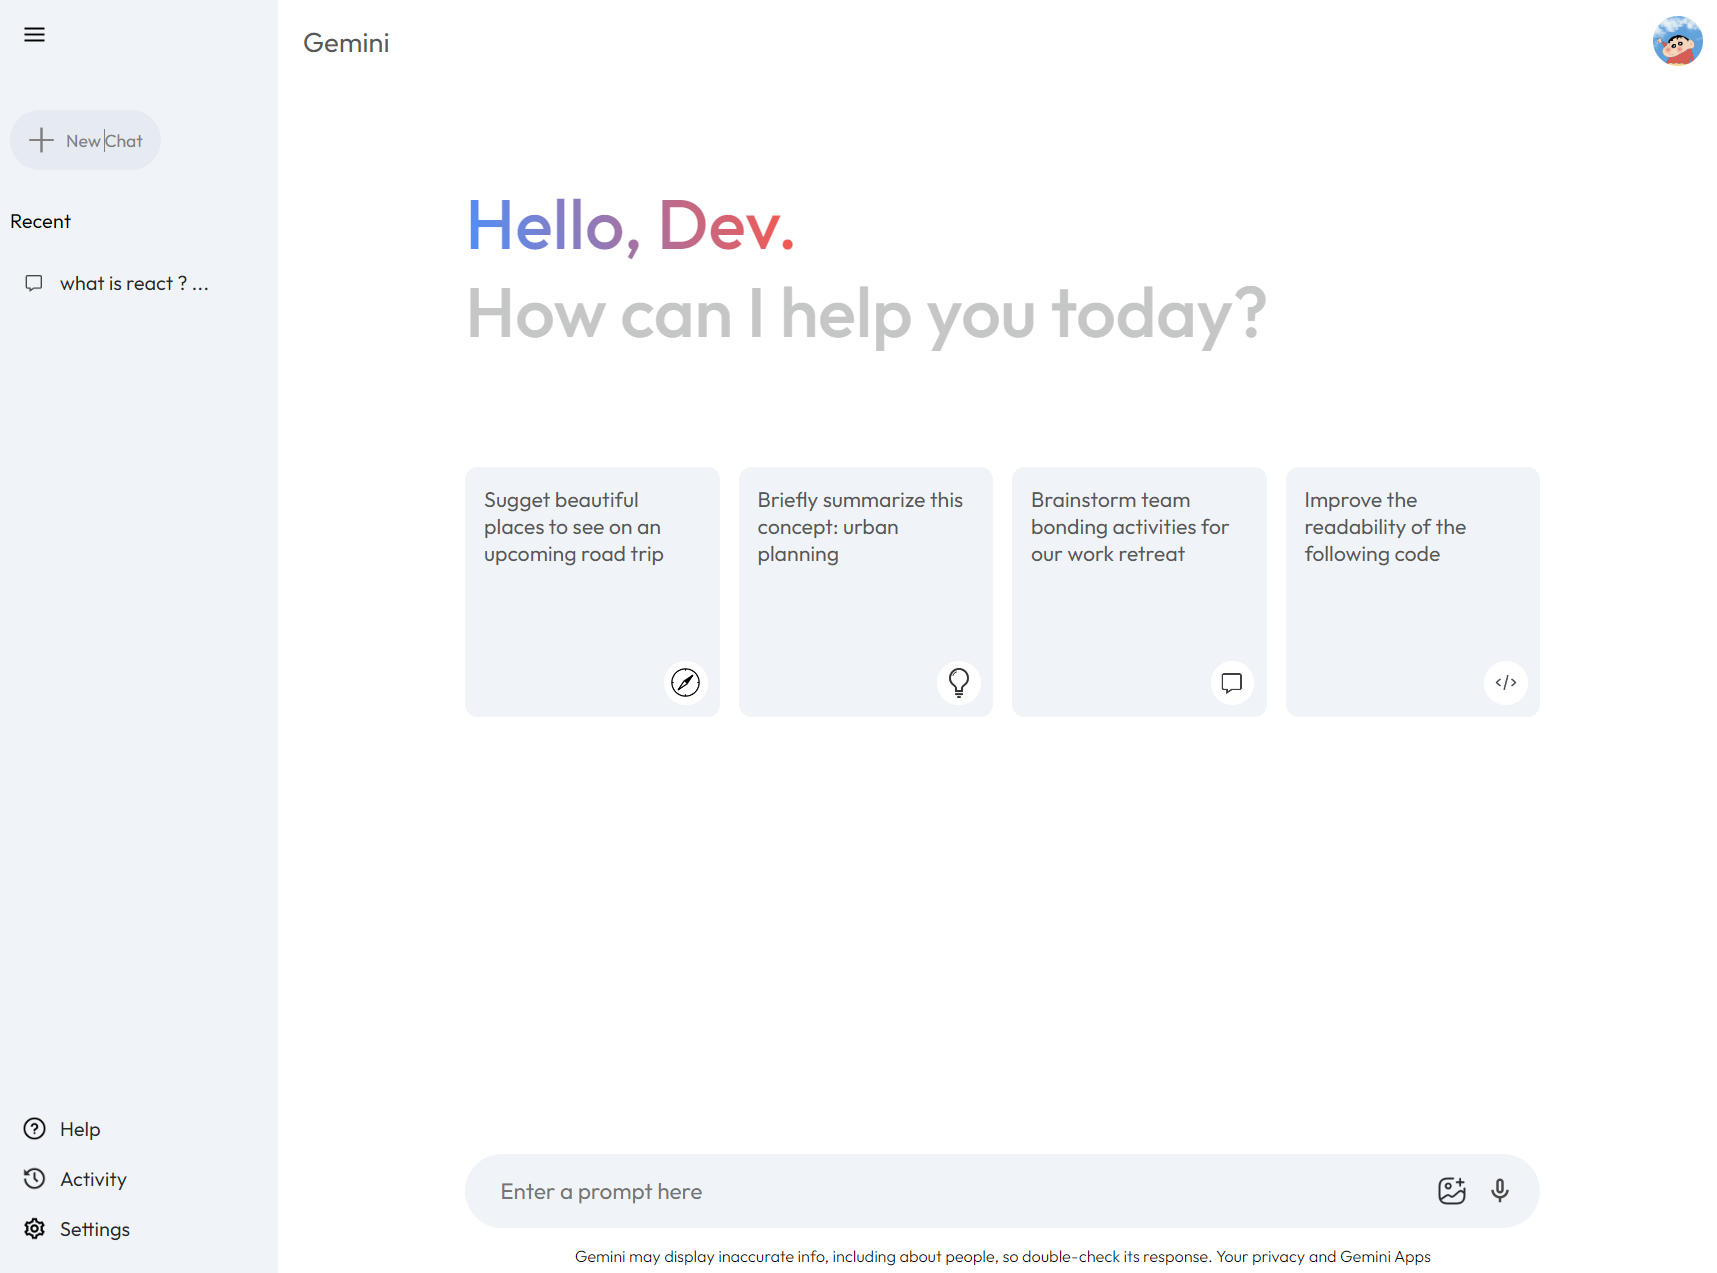 Gemini
New Chat
Recent
what is react ? ...
Hello, Dev.
How can I help you today?
Sugget beautiful
places to see on an
upcoming road trip
Briefly summarize this
concept: urban
planning
Brainstorm team
bonding activities for
our work retreat
Improve the
readability of the
following code
Help
Activity
Settings
Enter a prompt here
Gemini may display inaccurate info, including about people, so double-check its response. Your privacy and Gemini Apps